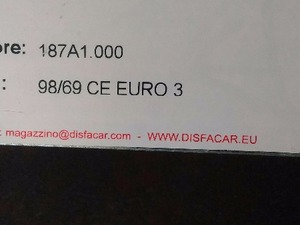 ore: 187A1.000
: 98/69 CE EURO 3
: magazzino@disfacar.com - WWW.DISFACAR.EU